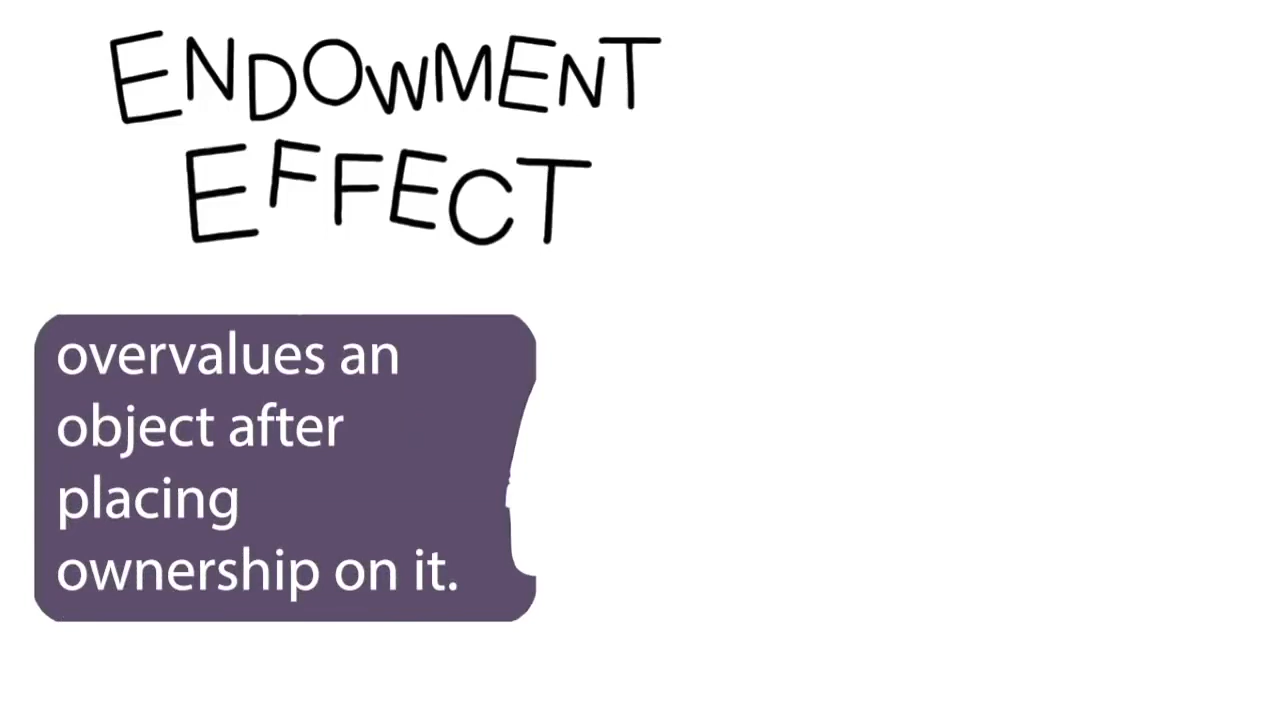 ENDOWMENT
EFFECT
overvalues an
object after
placing
ownership on it.